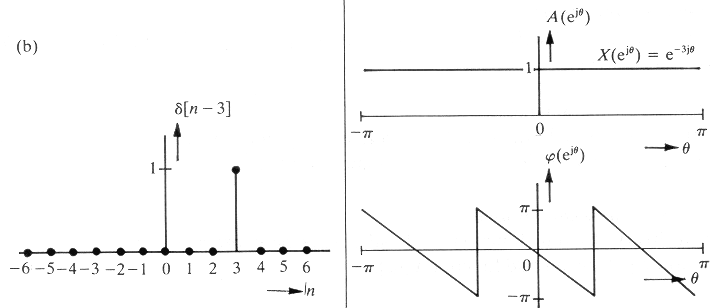 (b)
δ[n − 3]
1
−6 −5 −4 −3 −2 −1 0 1 2 3 4 5 6
n
A(e^{jθ})
X(e^{jθ}) = e^{−3jθ}
1
−π 0 π
θ
φ(e^{jθ})
π
−π 0 π
θ
−π